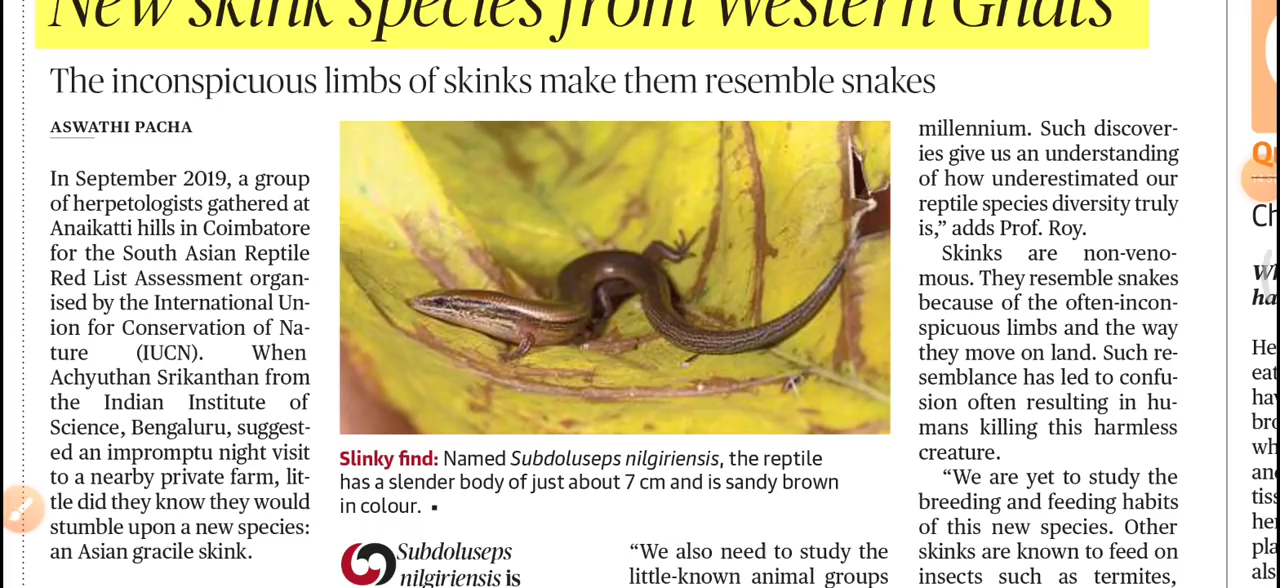 New skink species from Western Ghats
The inconspicuous limbs of skinks make them resemble snakes
ASWATHI PACHA
In September 2019, a group
of herpetologists gathered at
Anaikatti hills in Coimbatore
for the South Asian Reptile
Red List Assessment organ-
ised by the International Un-
ion for Conservation of Na-
ture (IUCN). When
Achyuthan Srikanthan from
the Indian Institute of
Science, Bengaluru, suggest-
ed an impromptu night visit
to a nearby private farm, lit-
tle did they know they would
stumble upon a new species:
an Asian gracile skink.
Slinky find: Named Subdoluseps nilgiriensis, the reptile
has a slender body of just about 7 cm and is sandy brown
in colour.
Subdoluseps
nilgiriensis is
“We also need to study the
little-known animal groups
millennium. Such discover-
ies give us an understanding
of how underestimated our
reptile species diversity truly
is,” adds Prof. Roy.
Skinks are non-veno-
mous. They resemble snakes
because of the often-incon-
spicuous limbs and the way
they move on land. Such re-
semblance has led to confu-
sion often resulting in hu-
mans killing this harmless
creature.
“We are yet to study the
breeding and feeding habits
of this new species. Other
skinks are known to feed on
insects such as termites,